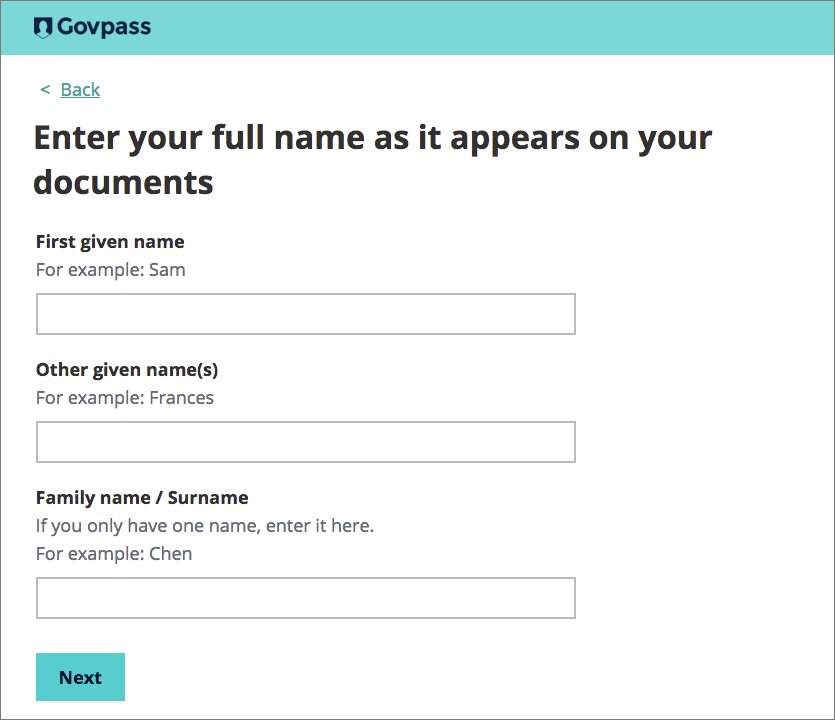 Govpass
< Back
Enter your full name as it appears on your
documents
First given name
For example: Sam
Other given name(s)
For example: Frances
Family name / Surname
If you only have one name, enter it here.
For example: Chen
Next